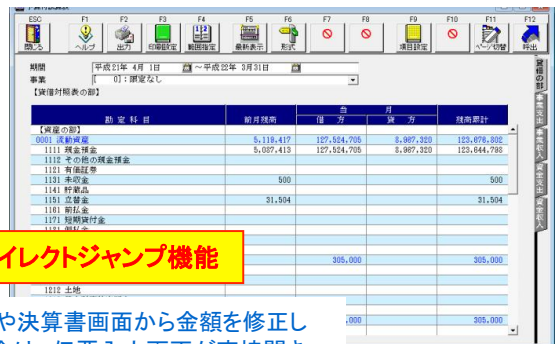 ESC F1 F2 F3 F4 F5 F6 F7 F8 F9 F10 F11 F12
閉じる ヘルプ 出力 印刷設定 範囲指定 最新表示 形式 項目設定 ページ切替 呼出
期間 平成21年 4月 1日 ～平成22年 3月31日
事業 [ 0]:限定なし
【貸借対照表の部】
貸借の部 事業支出 事業収入 資金支出 資金収入
当 月
勘 定 科 目 前月残高 借 方 貸 方 残高累計
【資産の部】
0001 流動資産 5,118,417 127,524,705 8,967,320 123,676,802
1111 現金預金 5,087,413 127,524,705 8,967,320 123,644,798
1112 その他の現金預金
1121 有価証券
1131 未収金 500 500
1141 貯蔵品
1151 立替金 31,504 31,504
1161 前払金
1171 短期貸付金
イレクトジャンプ機能
305,000 305,000
1212 土地
や決算書画面から金額を修正し
,000 305,000